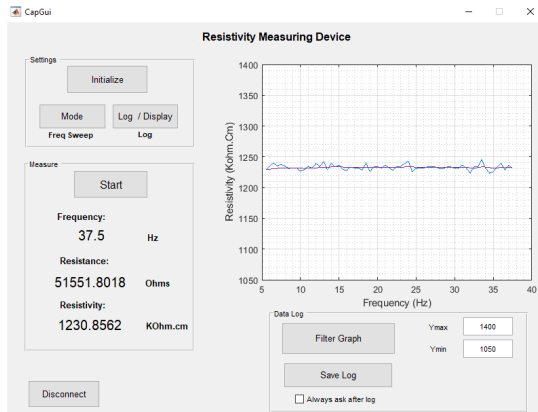 CapGui
Resistivity Measuring Device
Settings
Initialize
Mode
Log / Display
Freq Sweep
Log
Measure
Start
Frequency:
37.5 Hz
Resistance:
51551.8018 Ohms
Resistivity:
1230.8562 KOhm.cm
Disconnect
1400
1350
1300
1250
1200
1150
1100
1050
Resistivity (Kohm.Cm)
5 10 15 20 25 30 35 40
Frequency (Hz)
Data Log
Filter Graph
Ymax 1400
Ymin 1050
Save Log
Always ask after log